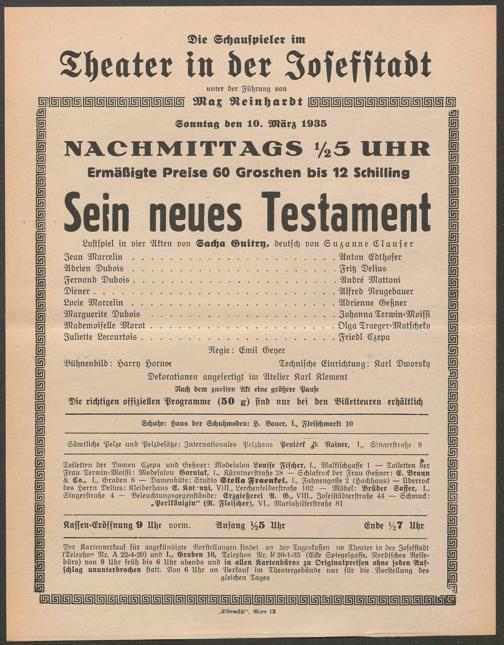 Die Schauspieler im
Theater in der Josefstadt
unter der Führung von
Max Reinhardt
Sonntag den 10. März 1935
NACHMITTAGS ½5 UHR
Ermäßigte Preise 60 Groschen bis 12 Schilling
Sein neues Testament
Lustspiel in vier Akten von Sacha Guitry, deutsch von Suzanne Clauser
Jean Marcelin . . . . . Anton Edthofer
Adrien Dubois . . . . . Fritz Delius
Fernand Dubois . . . . . André Mattoni
Diener . . . . . Alfred Neugebauer
Lucie Marcelin . . . . . Adrienne Geßner
Marguerite Dubois . . . . . Johanna Terwin-Moissi
Mademoiselle Morot . . . . . Olga Traeger-Matscheko
Juliette Lecourtois . . . . . Friedl Czepa
Regie: Emil Geyer
Bühnenbild: Harry Horner Technische Einrichtung: Karl Dworsky
Dekorationen angefertigt im Atelier Karl Klement
Nach dem zweiten Akt eine größere Pause
Die richtigen offiziellen Programme (50 g) sind nur bei den Billetteuren erhältlich
Schuhe: Haus der Schuhmoden: H. Bauer, I., Fleischmarkt 10
Sämtliche Pelze und Pelzbesätze: Internationales Pelzhaus Penižek & Rainer, I., Singerstraße 8
Toiletten der Damen Czepa und Geßner: Modesalon Louise Fischer, I., Wallfischgasse 1 — Toiletten der
Frau Terwin-Moissi: Modesalon Gorniak, I., Kärntnerstraße 28 — Schlafrock der Frau Geßner: E. Braun
& Co., I., Graben 8 — Damenhüte: Studio Stella Fraenkel, I., Fahnengasse 2 (Hochhaus) — Überrock
des Herrn Delius: Kleiderhaus VIII., Lerchenfelderstraße 162 — Möbel: Brüder Soffer, I.,
Singerstraße 4 — Beleuchtungsgegenstände: Erzgießerei A. G., VIII., Josefstädterstraße 44 — Schmuck:
„Perlkönigin“ (R. Fleischer), VI., Mariahilferstraße 81
Kassen-Eröffnung 9 Uhr vorm. Anfang ½5 Uhr Ende ½7 Uhr
Der Kartenverkauf für angekündigte Vorstellungen findet an der Tageskassen im Theater in der Josefstadt
(Telephon Nr. A 22-4-20) und I., Graben 10, Telephon Nr. R 20-1-35 (Ecke Spiegelgasse, Nordisches Reise-
büro) von 9 Uhr früh bis 6 Uhr abends und in allen Kartenbüros zu Originalpreisen ohne jeden Auf-
schlag ununterbrochen statt. Von 6 Uhr an Verkauf im Theatergebäude nur für die Vorstellung des
gleichen Tages
„Elbemühl“, Wien IX